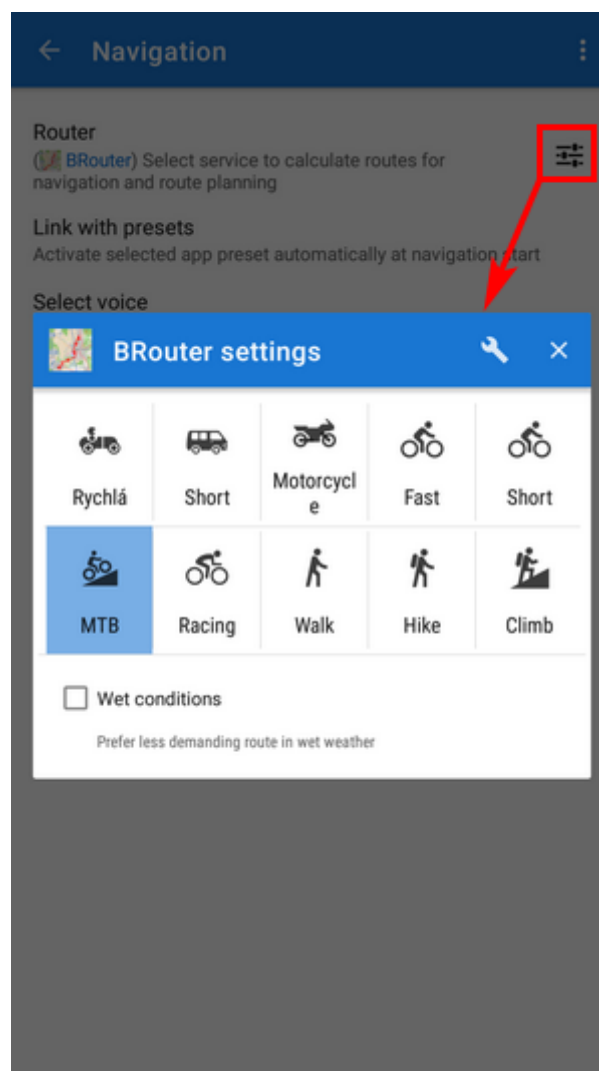 Navigation
Router
(BRouter) Select service to calculate routes for
navigation and route planning
Link with presets
Activate selected app preset automatically at navigation start
Select voice
BRouter settings
Rychlá
Short
Motorcycl
e
Fast
Short
MTB
Racing
Walk
Hike
Climb
Wet conditions
Prefer less demanding route in wet weather